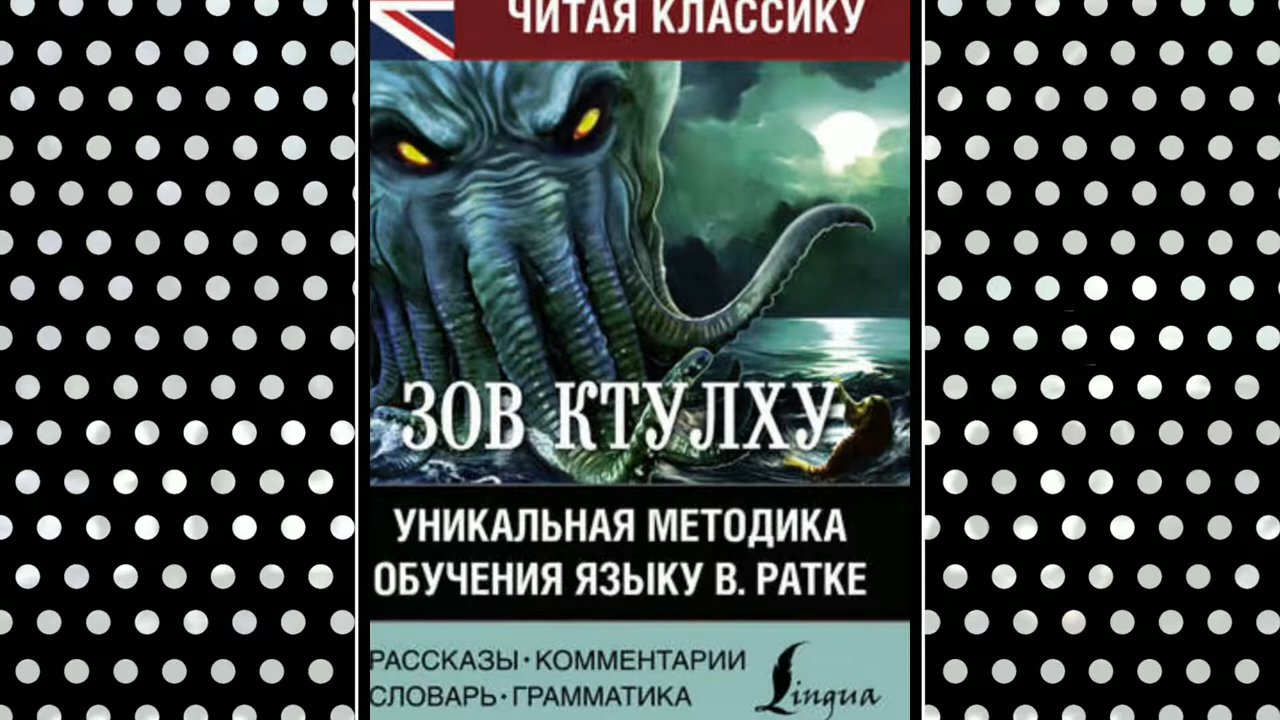 ЧИТАЯ КЛАССИКУ
ЗОВ КТУЛХУ
УНИКАЛЬНАЯ МЕТОДИКА
ОБУЧЕНИЯ ЯЗЫКУ В. РАТКЕ
РАССКАЗЫ·КОММЕНТАРИИ
СЛОВАРЬ·ГРАММАТИКА
Lingua